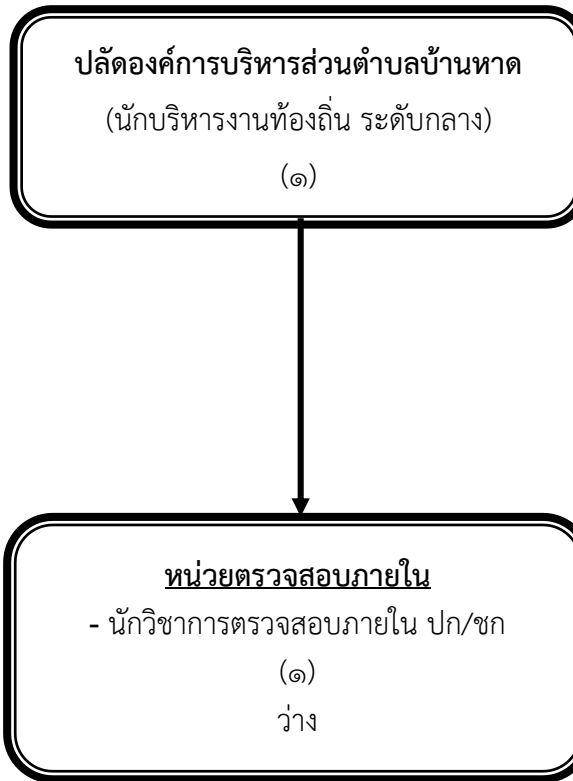 ปลัดองค์การบริหารส่วนตำบลบ้านหาด
(นักบริหารงานท้องถิ่น ระดับกลาง)
(๑)
หน่วยตรวจสอบภายใน
- นักวิชาการตรวจสอบภายใน ปก/ชก
(๑)
ว่าง